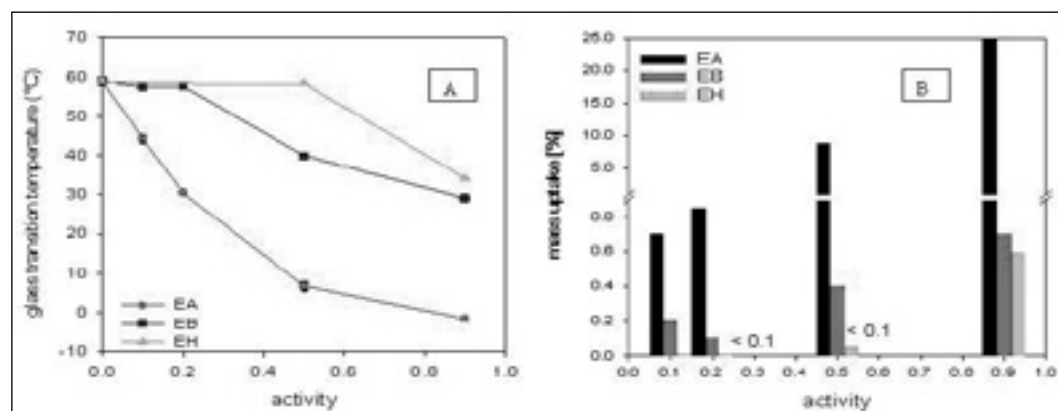 glass transition temperature (°C)
70
60
50
40
30
20
10
0
-10
A
EA
EB
EH
0.0 0.2 0.4 0.6 0.8 1.0
activity
mass uptake [%]
25.0
20.0
15.0
10.0
5.0
0.8
0.6
0.4
0.2
0.0
EA
EB
EH
B
< 0.1
< 0.1
0.0 0.1 0.2 0.3 0.4 0.5 0.6 0.7 0.8 0.9 1.0
activity